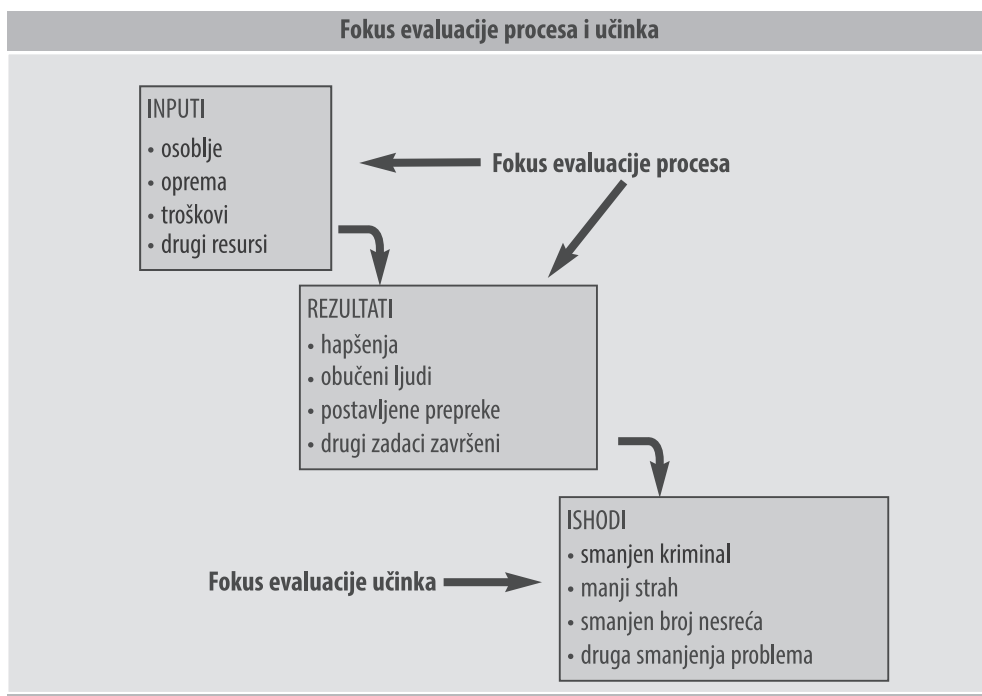 Fokus evaluacije procesa i učinka
INPUTI
• osoblje
• oprema
• troškovi
• drugi resursi
Fokus evaluacije procesa
REZULTATI
• hapšenja
• obučeni ljudi
• postavljene prepreke
• drugi zadaci završeni
ISHODI
• smanjen kriminal
• manji strah
• smanjen broj nesreća
• druga smanjenja problema
Fokus evaluacije učinka